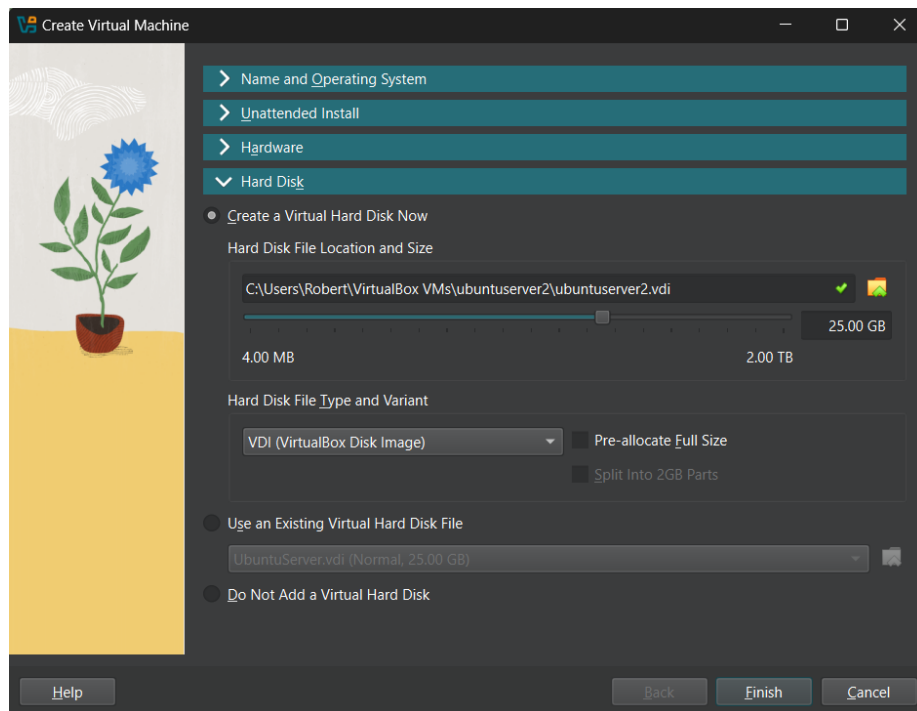 Create Virtual Machine
Name and Operating System
Unattended Install
Hardware
Hard Disk
Create a Virtual Hard Disk Now
Hard Disk File Location and Size
C:\Users\Robert\VirtualBox VMs\ubuntuserver2\ubuntuserver2.vdi
25.00 GB
4.00 MB 2.00 TB
Hard Disk File Type and Variant
VDI (VirtualBox Disk Image) Pre-allocate Full Size
Split Into 2GB Parts
Use an Existing Virtual Hard Disk File
UbuntuServer.vdi (Normal, 25.00 GB)
Do Not Add a Virtual Hard Disk
Help Back Finish Cancel